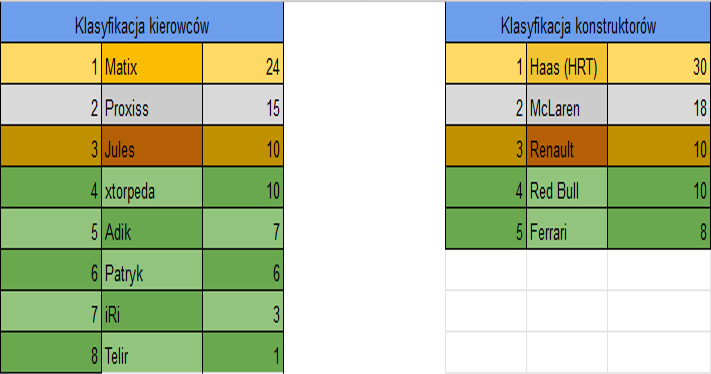 Klasyfikacja kierowców
1 Matix 24
2 Proxiss 15
3 Jules 10
4 xtorpeda 10
5 Adik 7
6 Patryk 6
7 iRi 3
8 Telir 1
Klasyfikacja konstruktorów
1 Haas (HRT) 30
2 McLaren 18
3 Renault 10
4 Red Bull 10
5 Ferrari 8